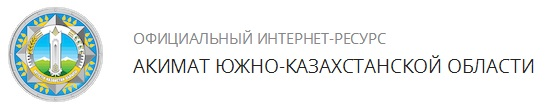 ОФИЦИАЛЬНЫЙ ИНТЕРНЕТ-РЕСУРС
АКИМАТ ЮЖНО-КАЗАХСТАНСКОЙ ОБЛАСТИ